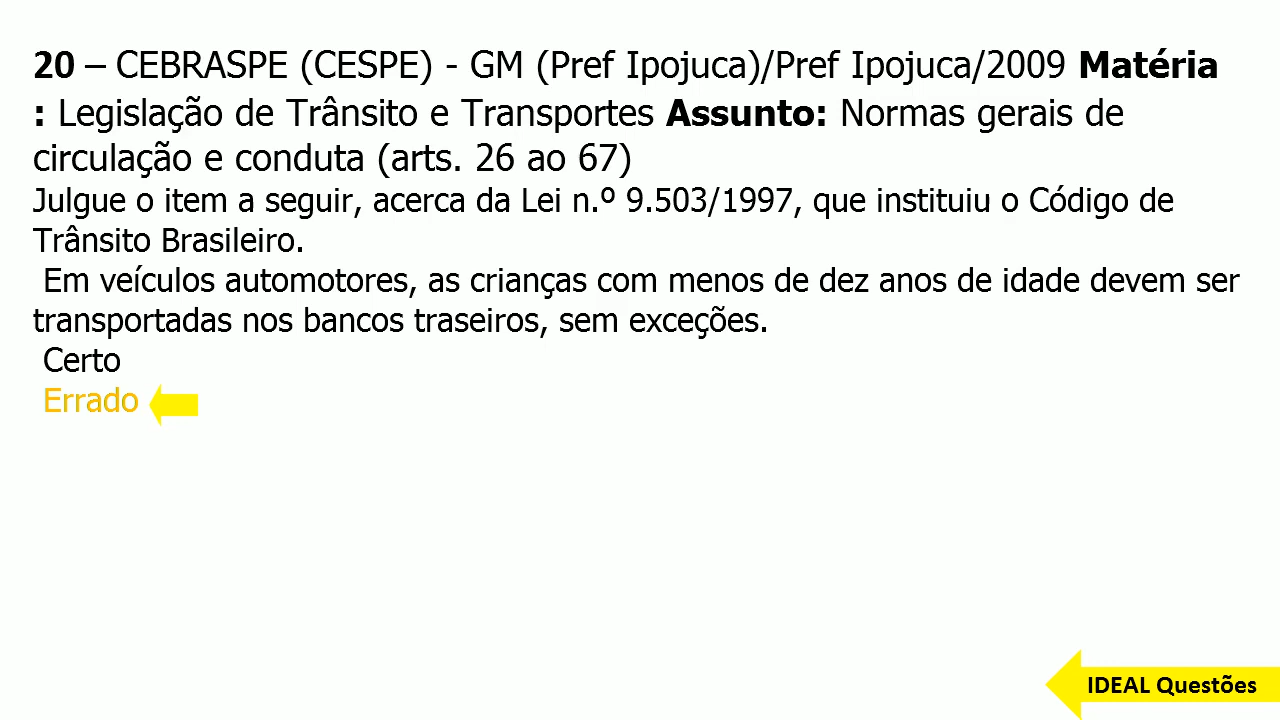 20 – CEBRASPE (CESPE) - GM (Pref Ipojuca)/Pref Ipojuca/2009 Matéria
: Legislação de Trânsito e Transportes Assunto: Normas gerais de
circulação e conduta (arts. 26 ao 67)
Julgue o item a seguir, acerca da Lei n.º 9.503/1997, que instituiu o Código de
Trânsito Brasileiro.
Em veículos automotores, as crianças com menos de dez anos de idade devem ser
transportadas nos bancos traseiros, sem exceções.
Certo
Errado
IDEAL Questões